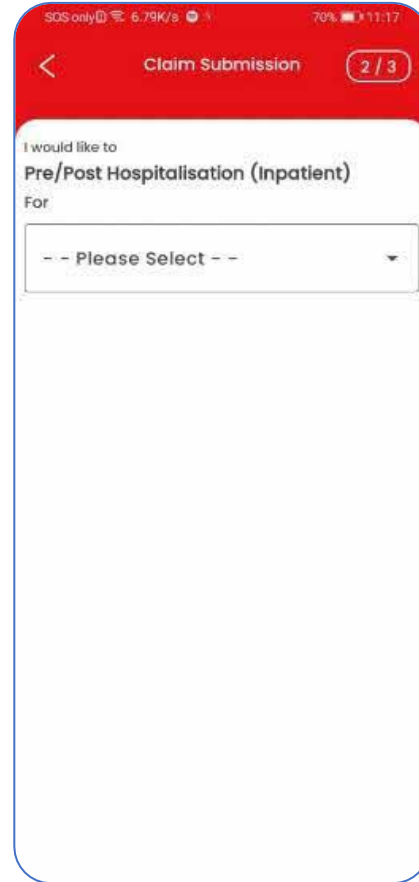 SOS only 6.79K/s 70% 11:17
Claim Submission 2 / 3
I would like to
Pre/Post Hospitalisation (Inpatient)
For
- - Please Select - -